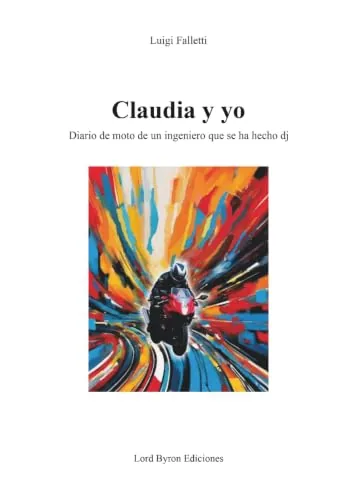 Luigi Falletti
Claudia y yo
Diario de moto de un ingeniero que se ha hecho dj
Lord Byron Ediciones